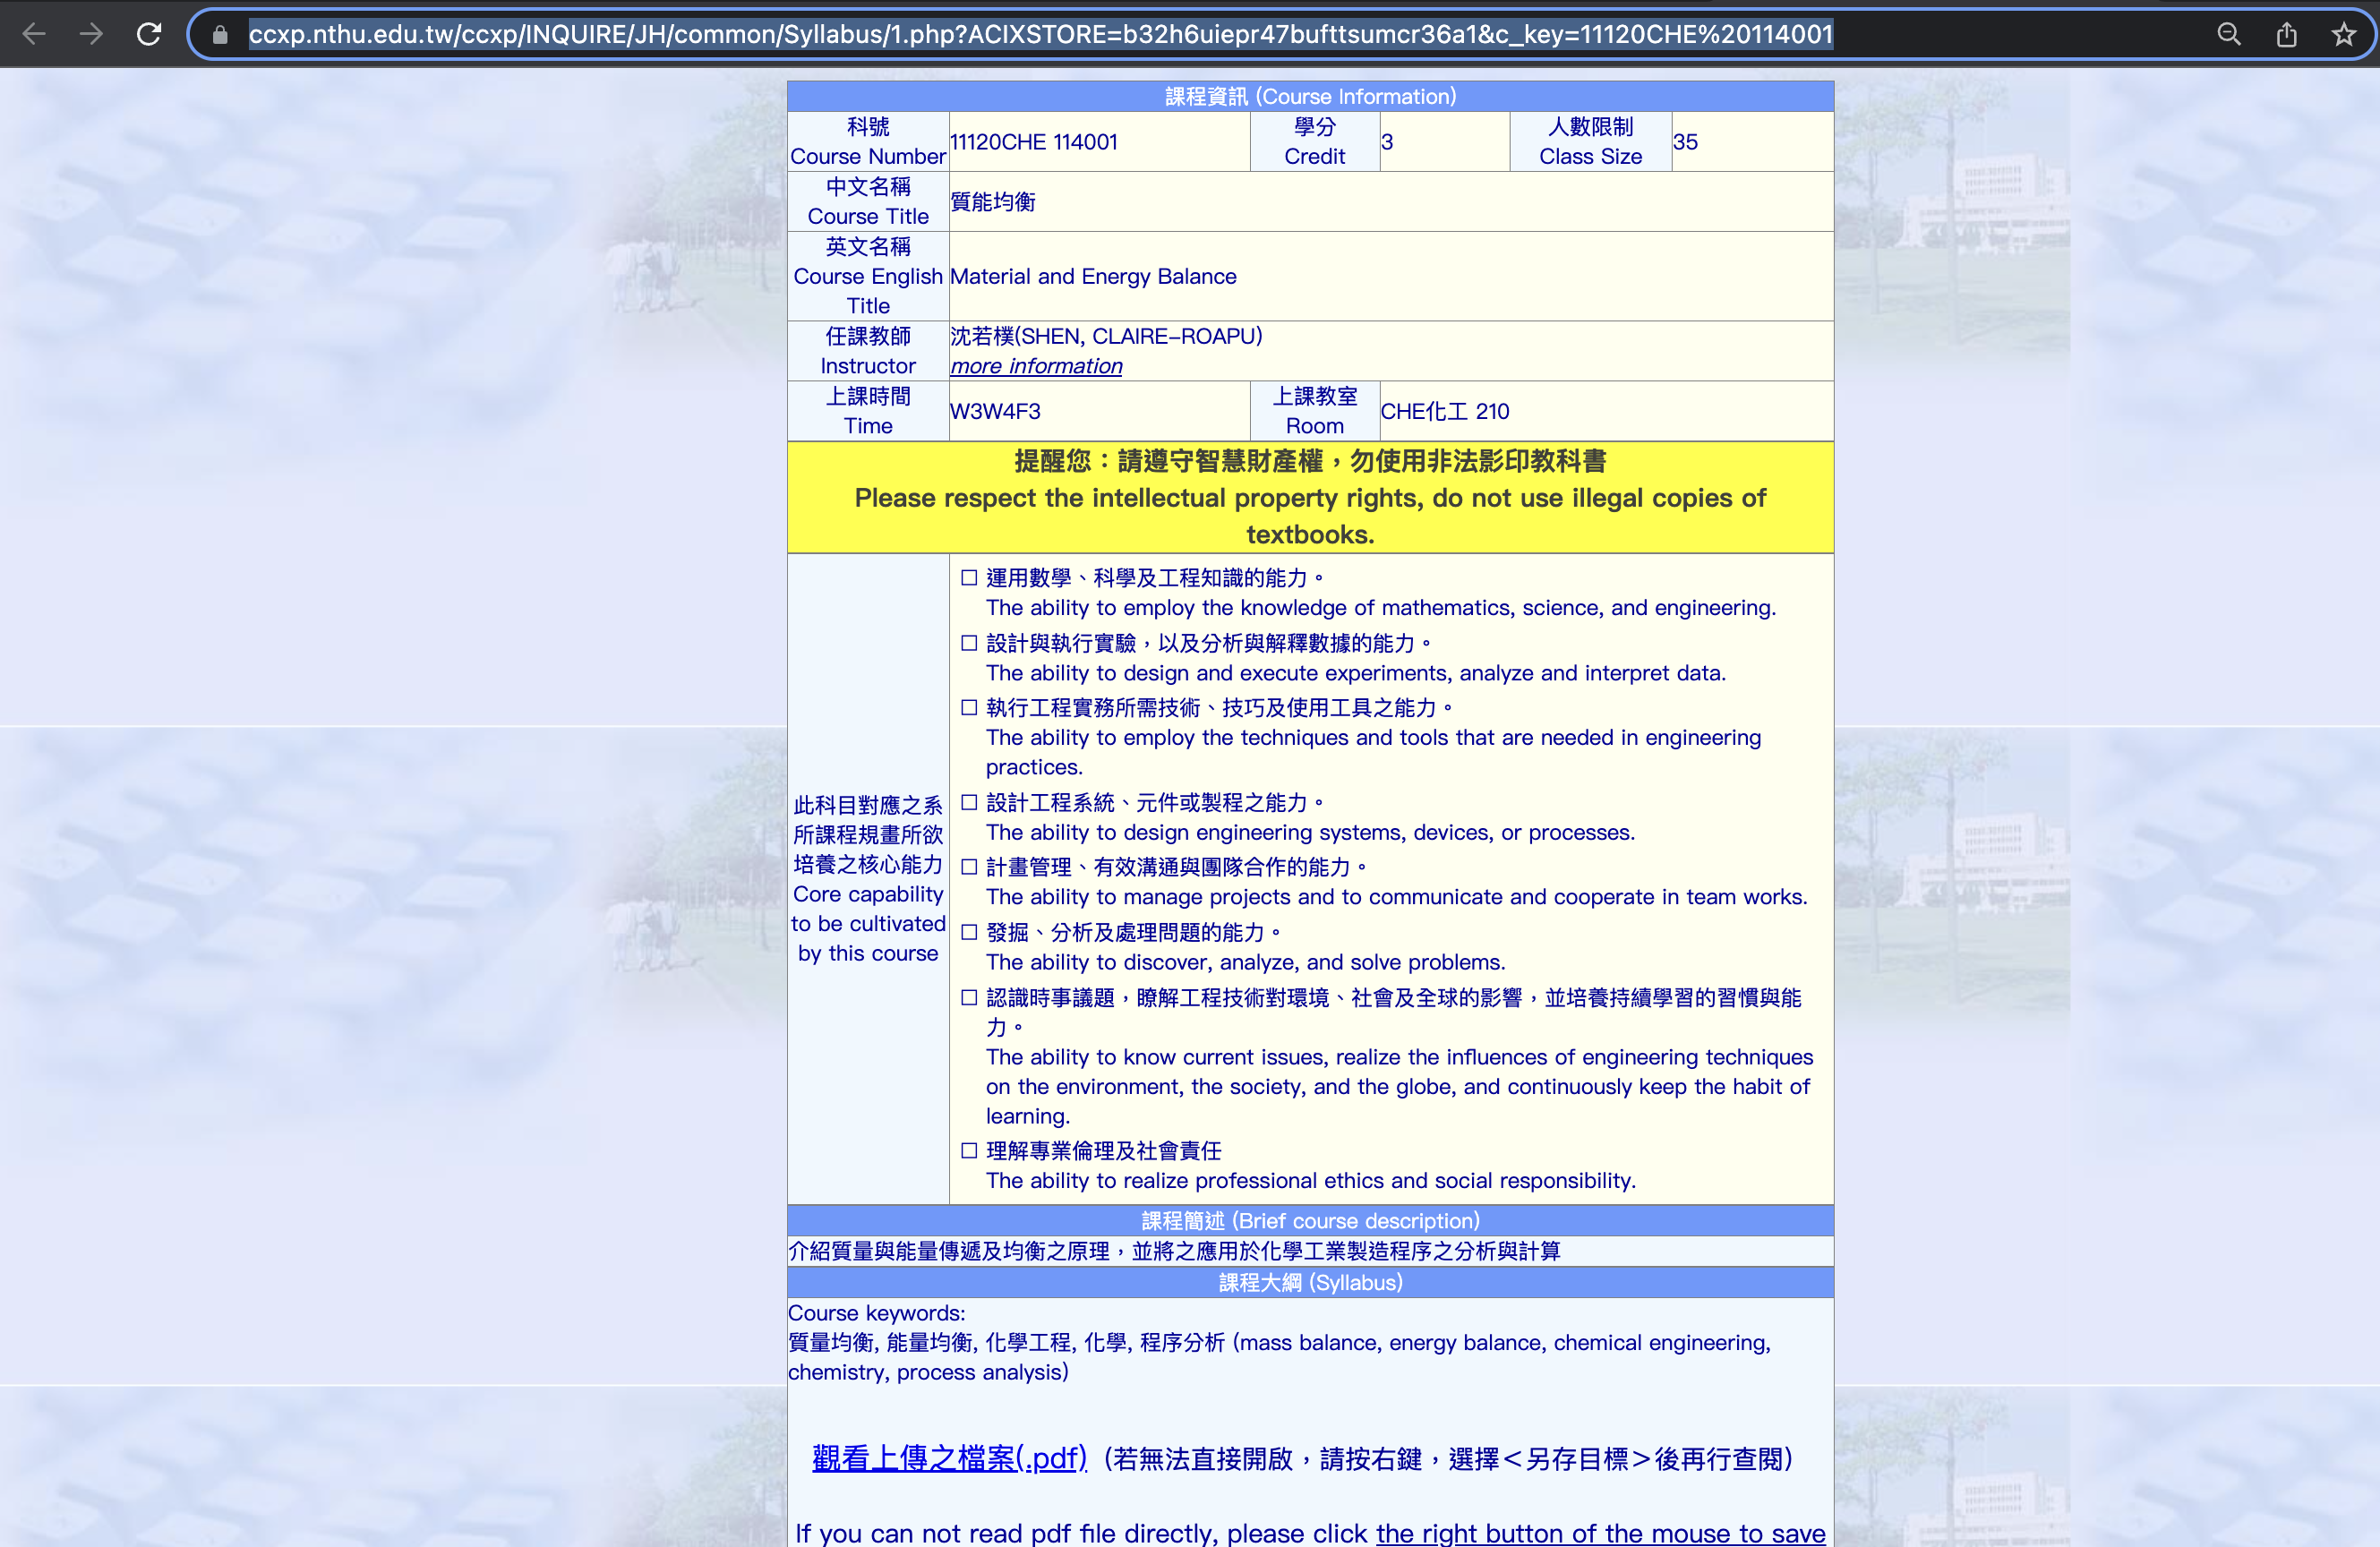 ccxp.nthu.edu.tw/ccxp/INQUIRE/JH/common/Syllabus/1.php?ACIXSTORE=b32h6uiepr47bufttsumcr36a1&c_key=11120CHE%20114001
課程資訊 (Course Information)
科號
Course Number
11120CHE 114001
學分
Credit
3
人數限制
Class Size
35
中文名稱
Course Title
質能均衡
英文名稱
Course English
Title
Material and Energy Balance
任課教師
Instructor
沈若樸(SHEN, CLAIRE-ROAPU)
more information
上課時間
Time
W3W4F3
上課教室
Room
CHE化工 210
提醒您：請遵守智慧財產權，勿使用非法影印教科書
Please respect the intellectual property rights, do not use illegal copies of
textbooks.
此科目對應之系
所課程規畫所欲
培養之核心能力
Core capability
to be cultivated
by this course
☐ 運用數學、科學及工程知識的能力。
The ability to employ the knowledge of mathematics, science, and engineering.
☐ 設計與執行實驗，以及分析與解釋數據的能力。
The ability to design and execute experiments, analyze and interpret data.
☐ 執行工程實務所需技術、技巧及使用工具之能力。
The ability to employ the techniques and tools that are needed in engineering
practices.
☐ 設計工程系統、元件或製程之能力。
The ability to design engineering systems, devices, or processes.
☐ 計畫管理、有效溝通與團隊合作的能力。
The ability to manage projects and to communicate and cooperate in team works.
☐ 發掘、分析及處理問題的能力。
The ability to discover, analyze, and solve problems.
☐ 認識時事議題，瞭解工程技術對環境、社會及全球的影響，並培養持續學習的習慣與能
力。
The ability to know current issues, realize the influences of engineering techniques
on the environment, the society, and the globe, and continuously keep the habit of
learning.
☐ 理解專業倫理及社會責任
The ability to realize professional ethics and social responsibility.
課程簡述 (Brief course description)
介紹質量與能量傳遞及均衡之原理，並將之應用於化學工業製造程序之分析與計算
課程大綱 (Syllabus)
Course keywords:
質量均衡, 能量均衡, 化學工程, 化學, 程序分析 (mass balance, energy balance, chemical engineering,
chemistry, process analysis)
觀看上傳之檔案(.pdf) (若無法直接開啟，請按右鍵，選擇＜另存目標＞後再行查閱)
If you can not read pdf file directly, please click the right button of the mouse to save